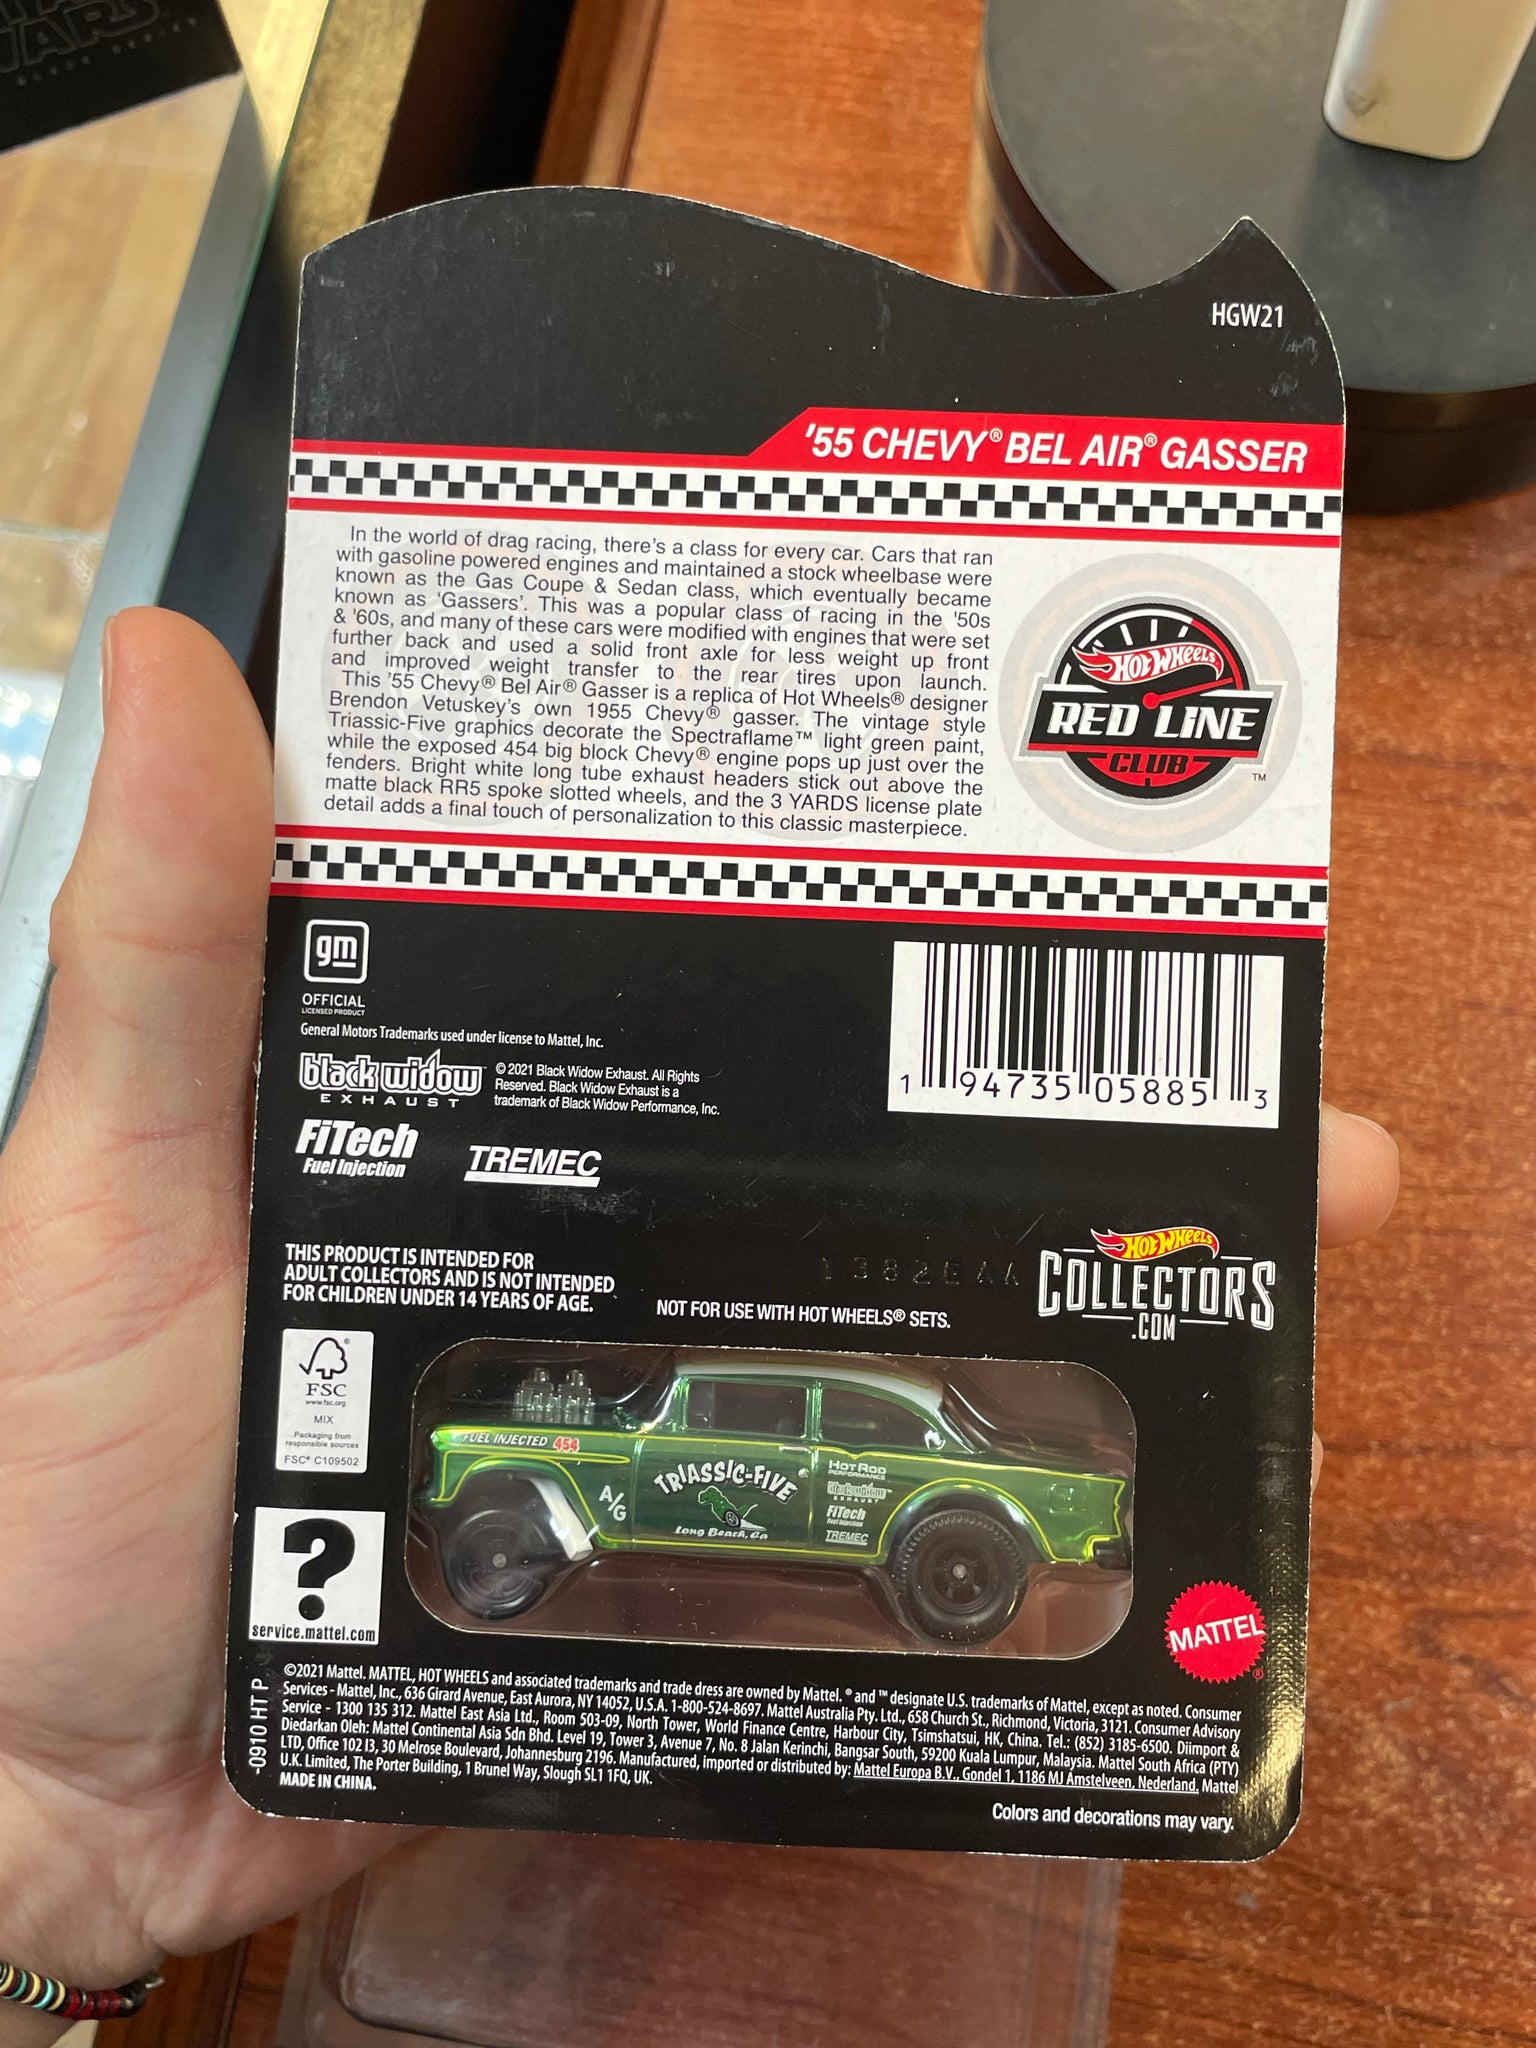 WARS
BLACK SERIES
HGW21
'55 CHEVY® BEL AIR® GASSER
In the world of drag racing, there's a class for every car. Cars that ran
with gasoline powered engines and maintained a stock wheelbase were
known as the Gas Coupe & Sedan class, which eventually became
known as 'Gassers'. This was a popular class of racing in the '50s
& '60s, and many of these cars were modified with engines that were set
further back and used a solid front axle for less weight up front
and improved weight transfer to the rear tires upon launch.
This '55 Chevy® Bel Air® Gasser is a replica of Hot Wheels® designer
Brendon Vetuskey's own 1955 Chevy® gasser. The vintage style
Triassic-Five graphics decorate the Spectraflame™ light green paint,
while the exposed 454 big block Chevy® engine pops up just over the
fenders. Bright white long tube exhaust headers stick out above the
matte black RR5 spoke slotted wheels, and the 3 YARDS license plate
detail adds a final touch of personalization to this classic masterpiece.
HOT WHEELS
RED LINE
CLUB™
gm
OFFICIAL
LICENSED PRODUCT
General Motors Trademarks used under license to Mattel, Inc.
black widow™
EXHAUST
© 2021 Black Widow Exhaust. All Rights
Reserved. Black Widow Exhaust is a
trademark of Black Widow Performance, Inc.
FiTech
Fuel Injection
TREMEC
1 94735 05885 3
THIS PRODUCT IS INTENDED FOR
ADULT COLLECTORS AND IS NOT INTENDED
FOR CHILDREN UNDER 14 YEARS OF AGE.
1382EAA
NOT FOR USE WITH HOT WHEELS® SETS.
HOT WHEELS
COLLECTORS
.COM
FSC®
www.fsc.org
MIX
Packaging from
responsible sources
FSC® C109502
FUEL INJECTED 454
A/G
TRIASSIC-FIVE
Long Beach, Ca
HOT ROD
PERFORMANCE
black widow™
EXHAUST
FiTech
Fuel Injection
TREMEC
?
service.mattel.com
MATTEL®
-0910 HT P
©2021 Mattel. MATTEL, HOT WHEELS and associated trademarks and trade dress are owned by Mattel. ® and ™ designate U.S. trademarks of Mattel, except as noted. Consumer
Services - Mattel, Inc., 636 Girard Avenue, East Aurora, NY 14052, U.S.A. 1-800-524-8697. Mattel Australia Pty. Ltd., 658 Church St., Richmond, Victoria, 3121. Consumer Advisory
Service - 1300 135 312. Mattel East Asia Ltd., Room 503-09, North Tower, World Finance Centre, Harbour City, Tsimshatsui, HK, China. Tel.: (852) 3185-6500. Diimport &
Diedarkan Oleh: Mattel Continental Asia Sdn Bhd. Level 19, Tower 3, Avenue 7, No. 8 Jalan Kerinchi, Bangsar South, 59200 Kuala Lumpur, Malaysia. Mattel South Africa (PTY)
LTD, Office 102 I3, 30 Melrose Boulevard, Johannesburg 2196. Manufactured, imported or distributed by: Mattel Europa B.V., Gondel 1, 1186 MJ Amstelveen, Nederland. Mattel
U.K. Limited, The Porter Building, 1 Brunel Way, Slough SL1 1FQ, UK.
MADE IN CHINA.
Colors and decorations may vary.